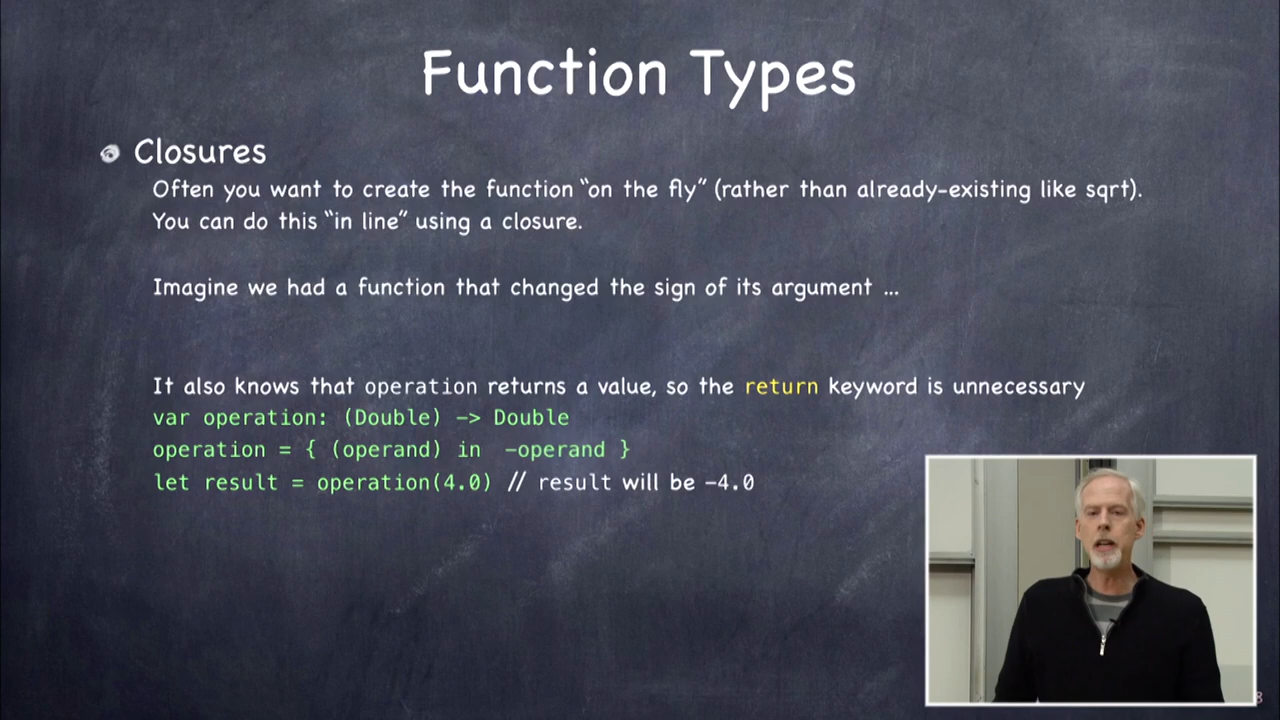 Function Types
Closures
Often you want to create the function “on the fly” (rather than already-existing like sqrt).
You can do this “in line” using a closure.
Imagine we had a function that changed the sign of its argument ...
It also knows that operation returns a value, so the return keyword is unnecessary
var operation: (Double) -> Double
operation = { (operand) in  -operand }
let result = operation(4.0) // result will be -4.0
8